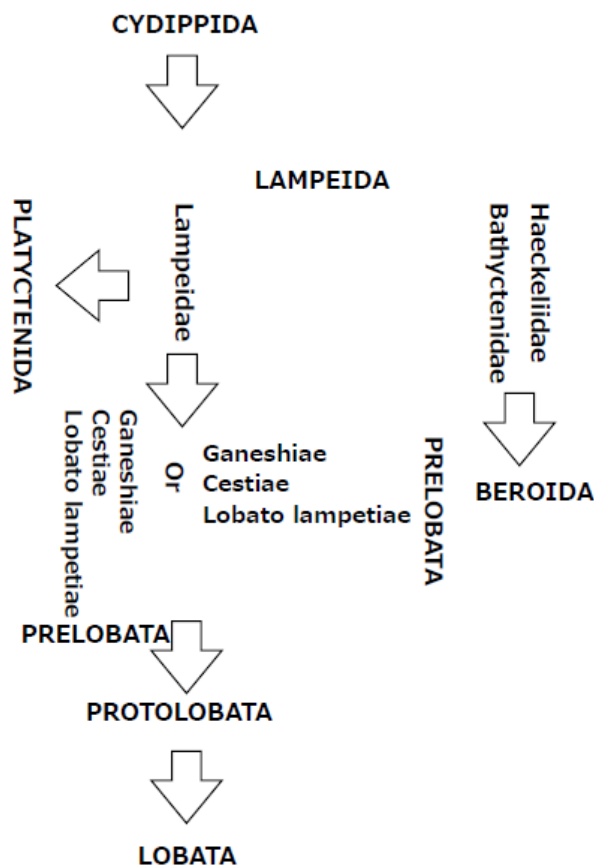 CYDIPPIDA
LAMPEIDA
PLATYCTENIDA
Lampeidae
Haeckeliidae
Bathyctenidae
Ganeshiae
Cestiae
Lobato lampetiae
Or
Ganeshiae
Cestiae
Lobato lampetiae
PRELOBATA
BEROIDA
PRELOBATA
PROTOLOBATA
LOBATA